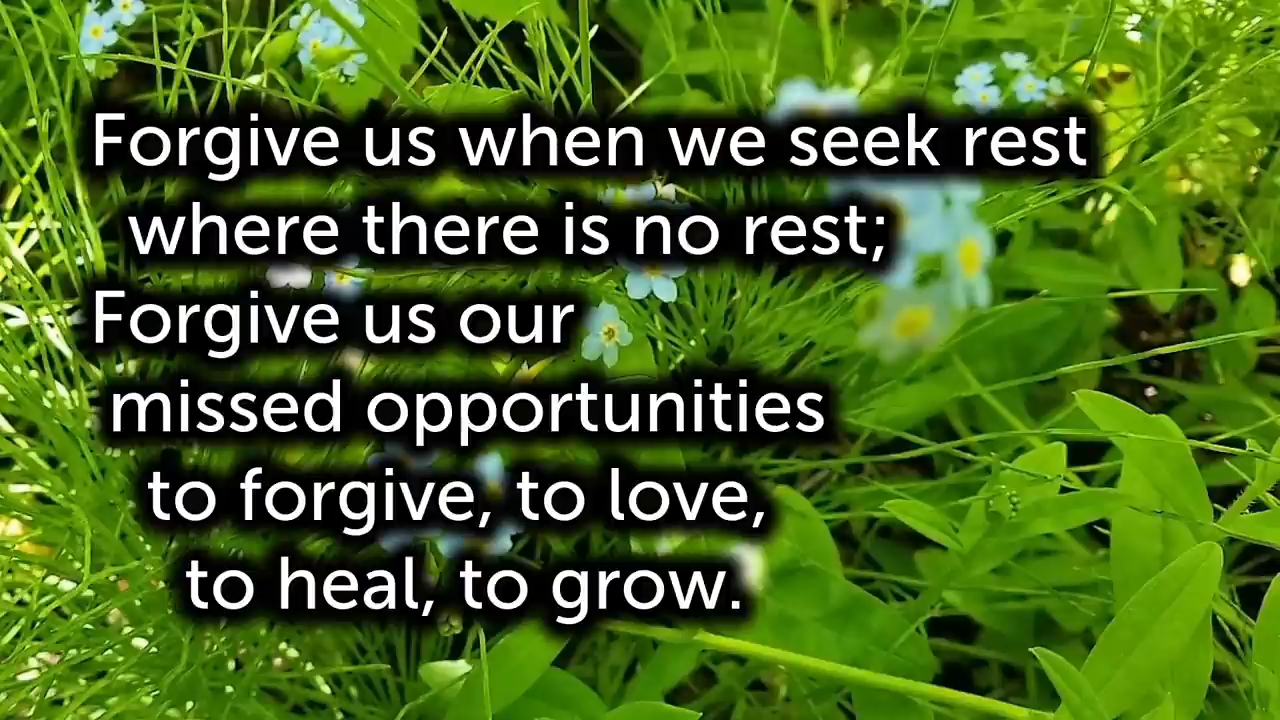 Forgive us when we seek rest
where there is no rest;
Forgive us our
missed opportunities
to forgive, to love,
to heal, to grow.